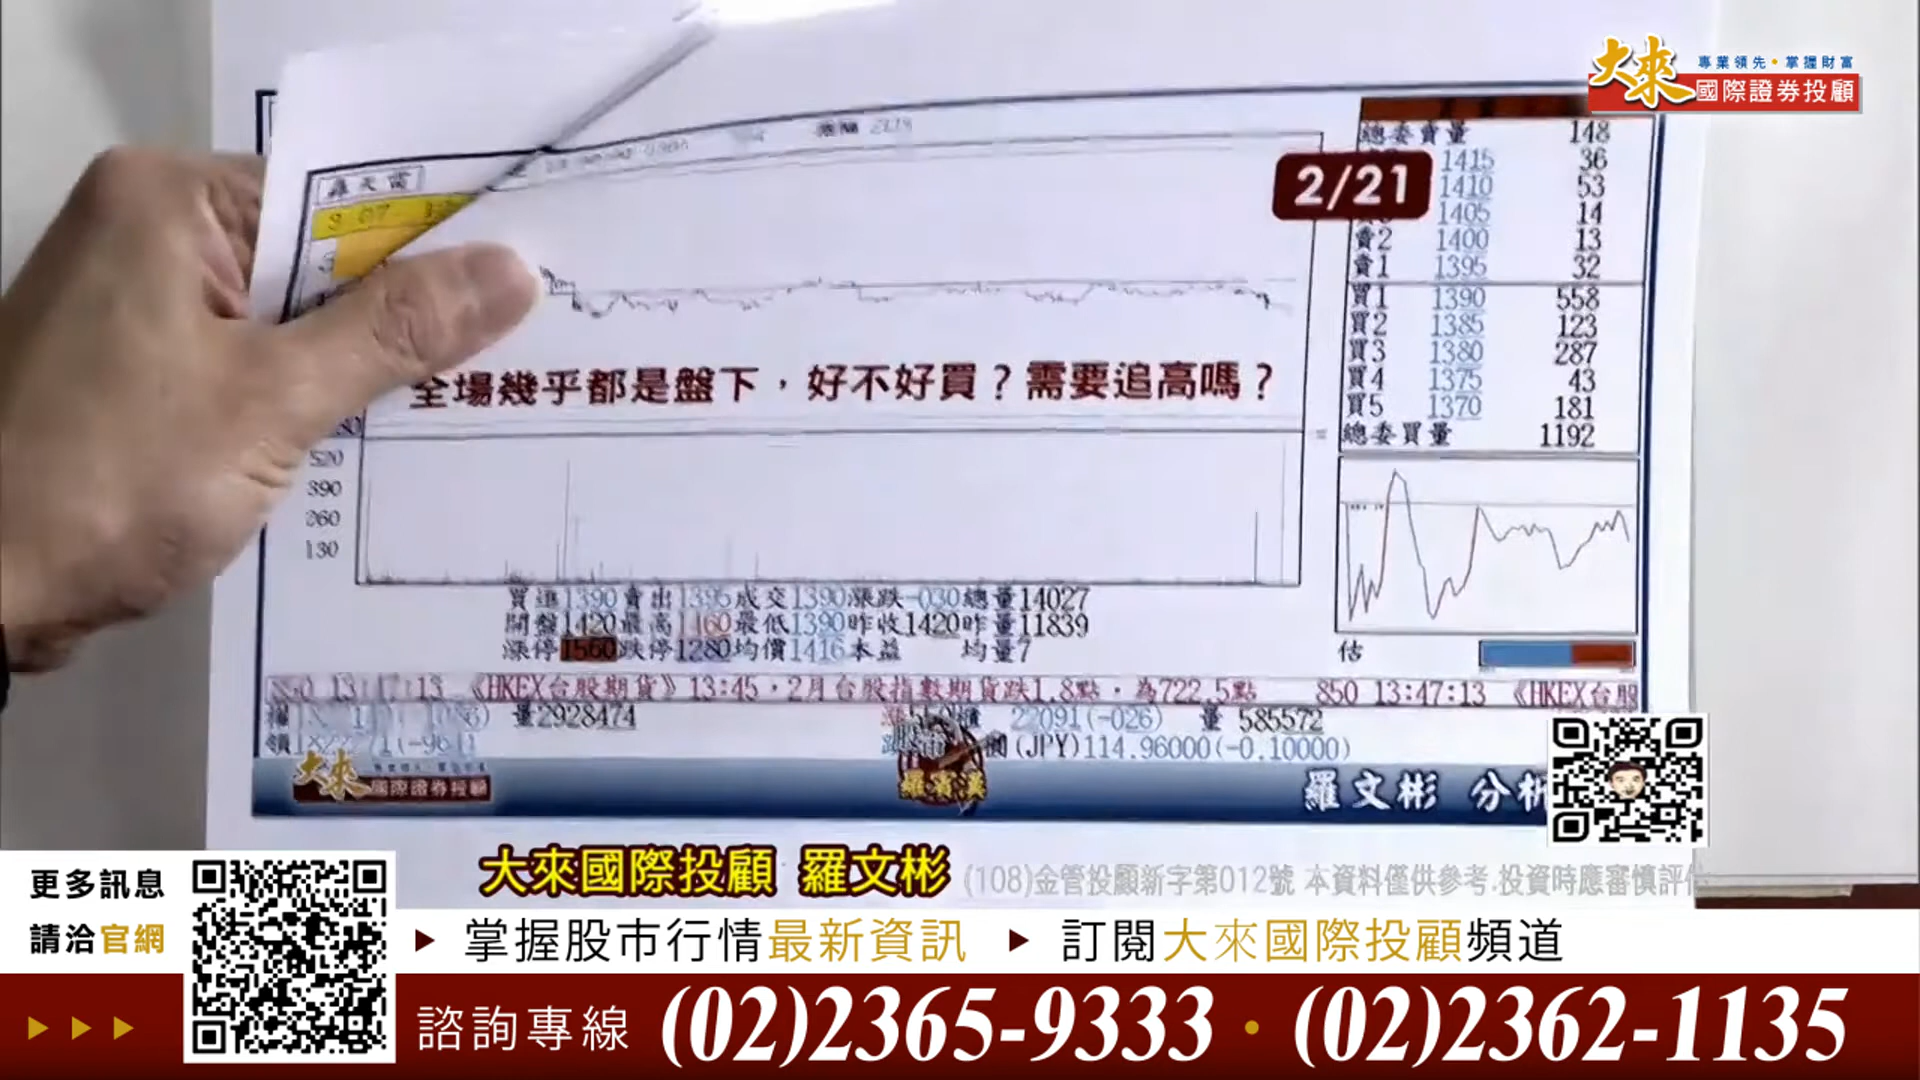 大來
專業領先•掌握財富
國際證券投顧
2/21
總委賣量 148
1415 36
1410 53
1405 14
賣2 1400 13
賣1 1395 32
買1 1390 558
買2 1385 123
買3 1380 287
買4 1375 43
買5 1370 181
總委買量 1192
全場幾乎都是盤下，好不好買？需要追高嗎？
520
390
260
130
買進1390賣出1395成交1390漲跌-030總量14027
開盤1420最高1460最低1390昨收1420昨量11839
漲停1560跌停1280均價1416本益 均量7
估
13:47:13 《HKEX台股期貨》13:45，2月台股指數期貨跌1.8點，為722.5點 850 13:47:13 《HKEX台股
量2928474 22091(-026) 量 585572
(JPY)114.96000(-0.10000)
大來
國際證券投顧
羅文彬 分析
大來國際投顧 羅文彬
(108)金管投顧新字第012號 本資料僅供參考.投資時應審慎評估
更多訊息
請洽官網
掌握股市行情最新資訊 訂閱大來國際投顧頻道
諮詢專線 (02)2365-9333•(02)2362-1135